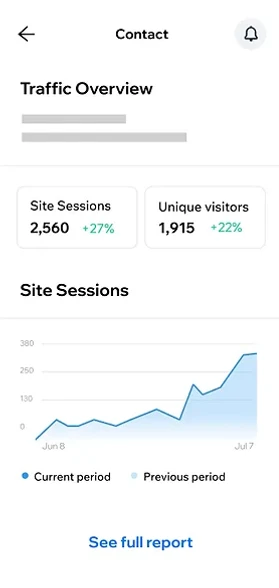 Contact
Traffic Overview
Site Sessions
2,560 +27%
Unique visitors
1,915 +22%
Site Sessions
380
250
130
0
Jun 8 Jul 7
Current period Previous period
See full report